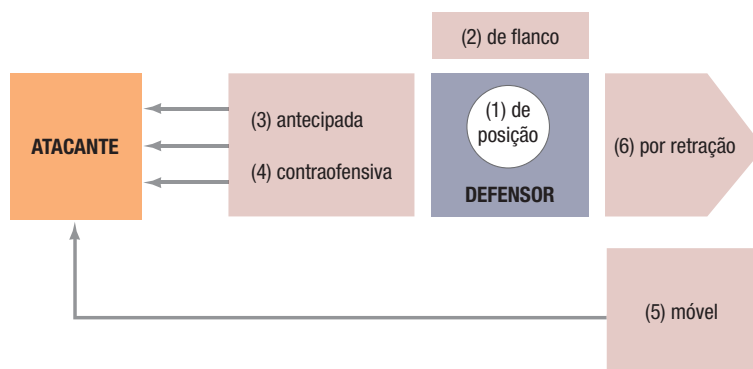 (2) de flanco
ATACANTE
(3) antecipada
(4) contraofensiva
(1) de
posição
DEFENSOR
(6) por retração
(5) móvel